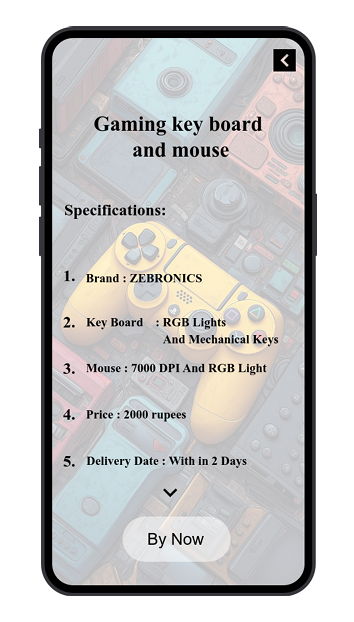 Gaming key board
and mouse
Specifications:
1. Brand : ZEBRONICS
2. Key Board : RGB Lights
And Mechanical Keys
3. Mouse : 7000 DPI And RGB Light
4. Price : 2000 rupees
5. Delivery Date : With in 2 Days
By Now